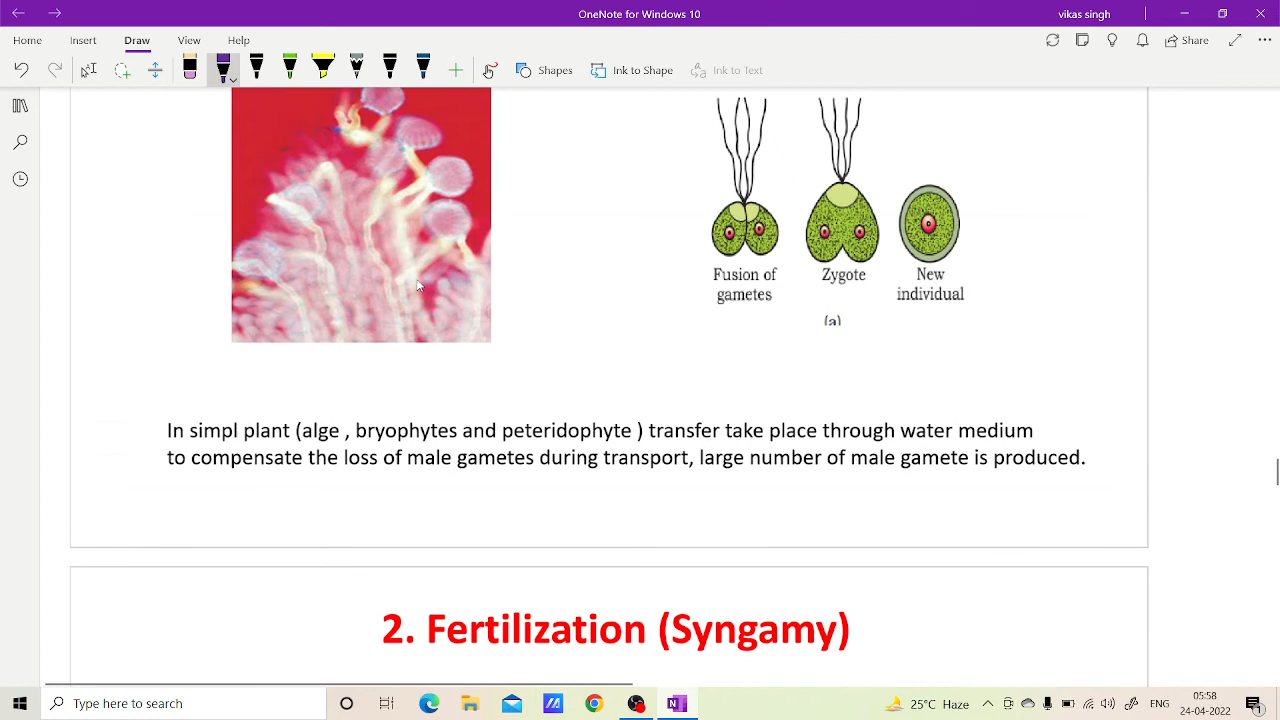 OneNote for Windows 10
vikas singh
Home
Insert
Draw
View
Help
Share
Shapes
Ink to Shape
Ink to Text
Fusion of
gametes
Zygote
New
individual
(a)
In simpl plant (alge , bryophytes and peteridophyte ) transfer take place through water medium
to compensate the loss of male gametes during transport, large number of male gamete is produced.
2. Fertilization (Syngamy)
Type here to search
25°C Haze
ENG
05:58
24-04-2022